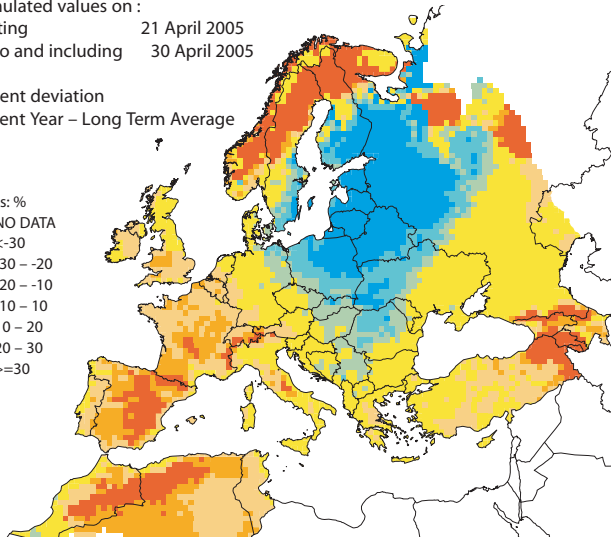 ulated values on :
ting 21 April 2005
o and including 30 April 2005
ent deviation
ent Year – Long Term Average
s: %
NO DATA
<-30
30 – -20
20 – -10
10 – 10
0 – 20
20 – 30
>=30